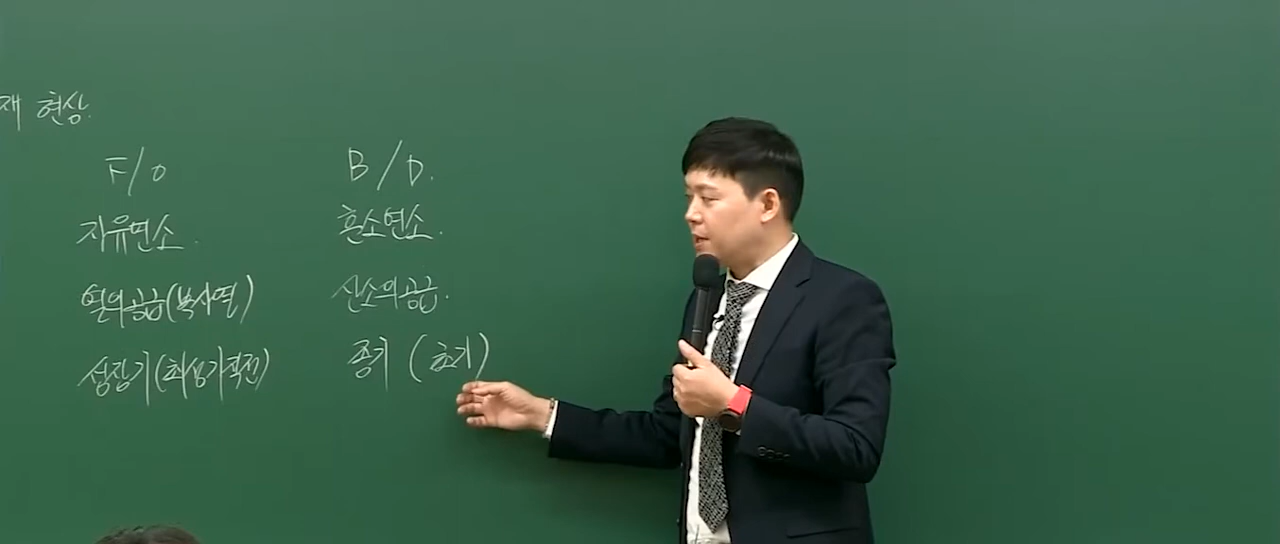 재 현상.
F/O B/D.
자유연소. 훈소연소.
열의공급(복사열) 산소의공급.
성장기(최성기직전) 종기 (초기)